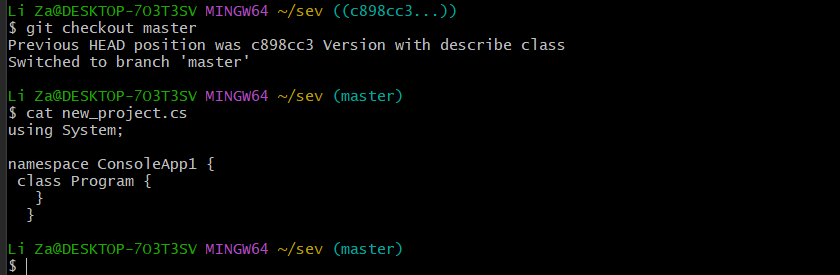 Li Za@DESKTOP-7O3T3SV MINGW64 ~/sev ((c898cc3...))
$ git checkout master
Previous HEAD position was c898cc3 Version with describe class
Switched to branch 'master'
Li Za@DESKTOP-7O3T3SV MINGW64 ~/sev (master)
$ cat new_project.cs
using System;
namespace ConsoleApp1 {
class Program {
}
}
Li Za@DESKTOP-7O3T3SV MINGW64 ~/sev (master)
$